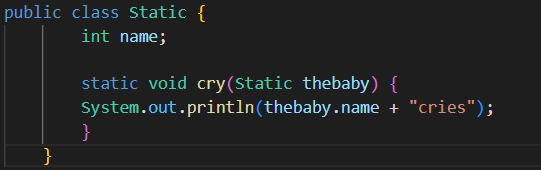 public class Static {
int name;
static void cry(Static thebaby) {
System.out.println(thebaby.name + "cries");
}
}